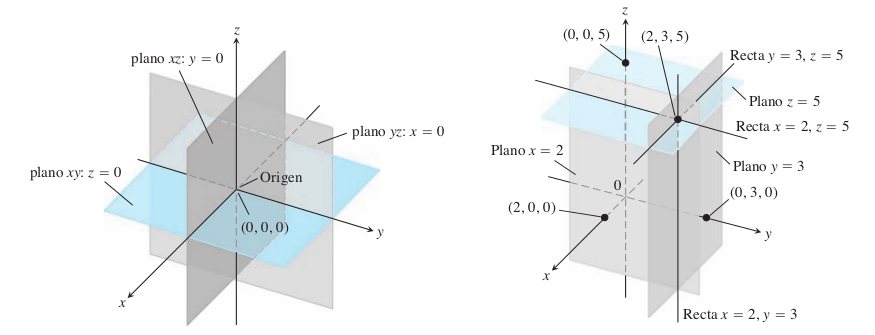 z
plano xz: y = 0
plano yz: x = 0
plano xy: z = 0
Origen
(0, 0, 0)
y
x
z
(0, 0, 5)
(2, 3, 5)
Recta y = 3, z = 5
Plano z = 5
Recta x = 2, z = 5
Plano x = 2
Plano y = 3
0
(0, 3, 0)
(2, 0, 0)
y
x
Recta x = 2, y = 3